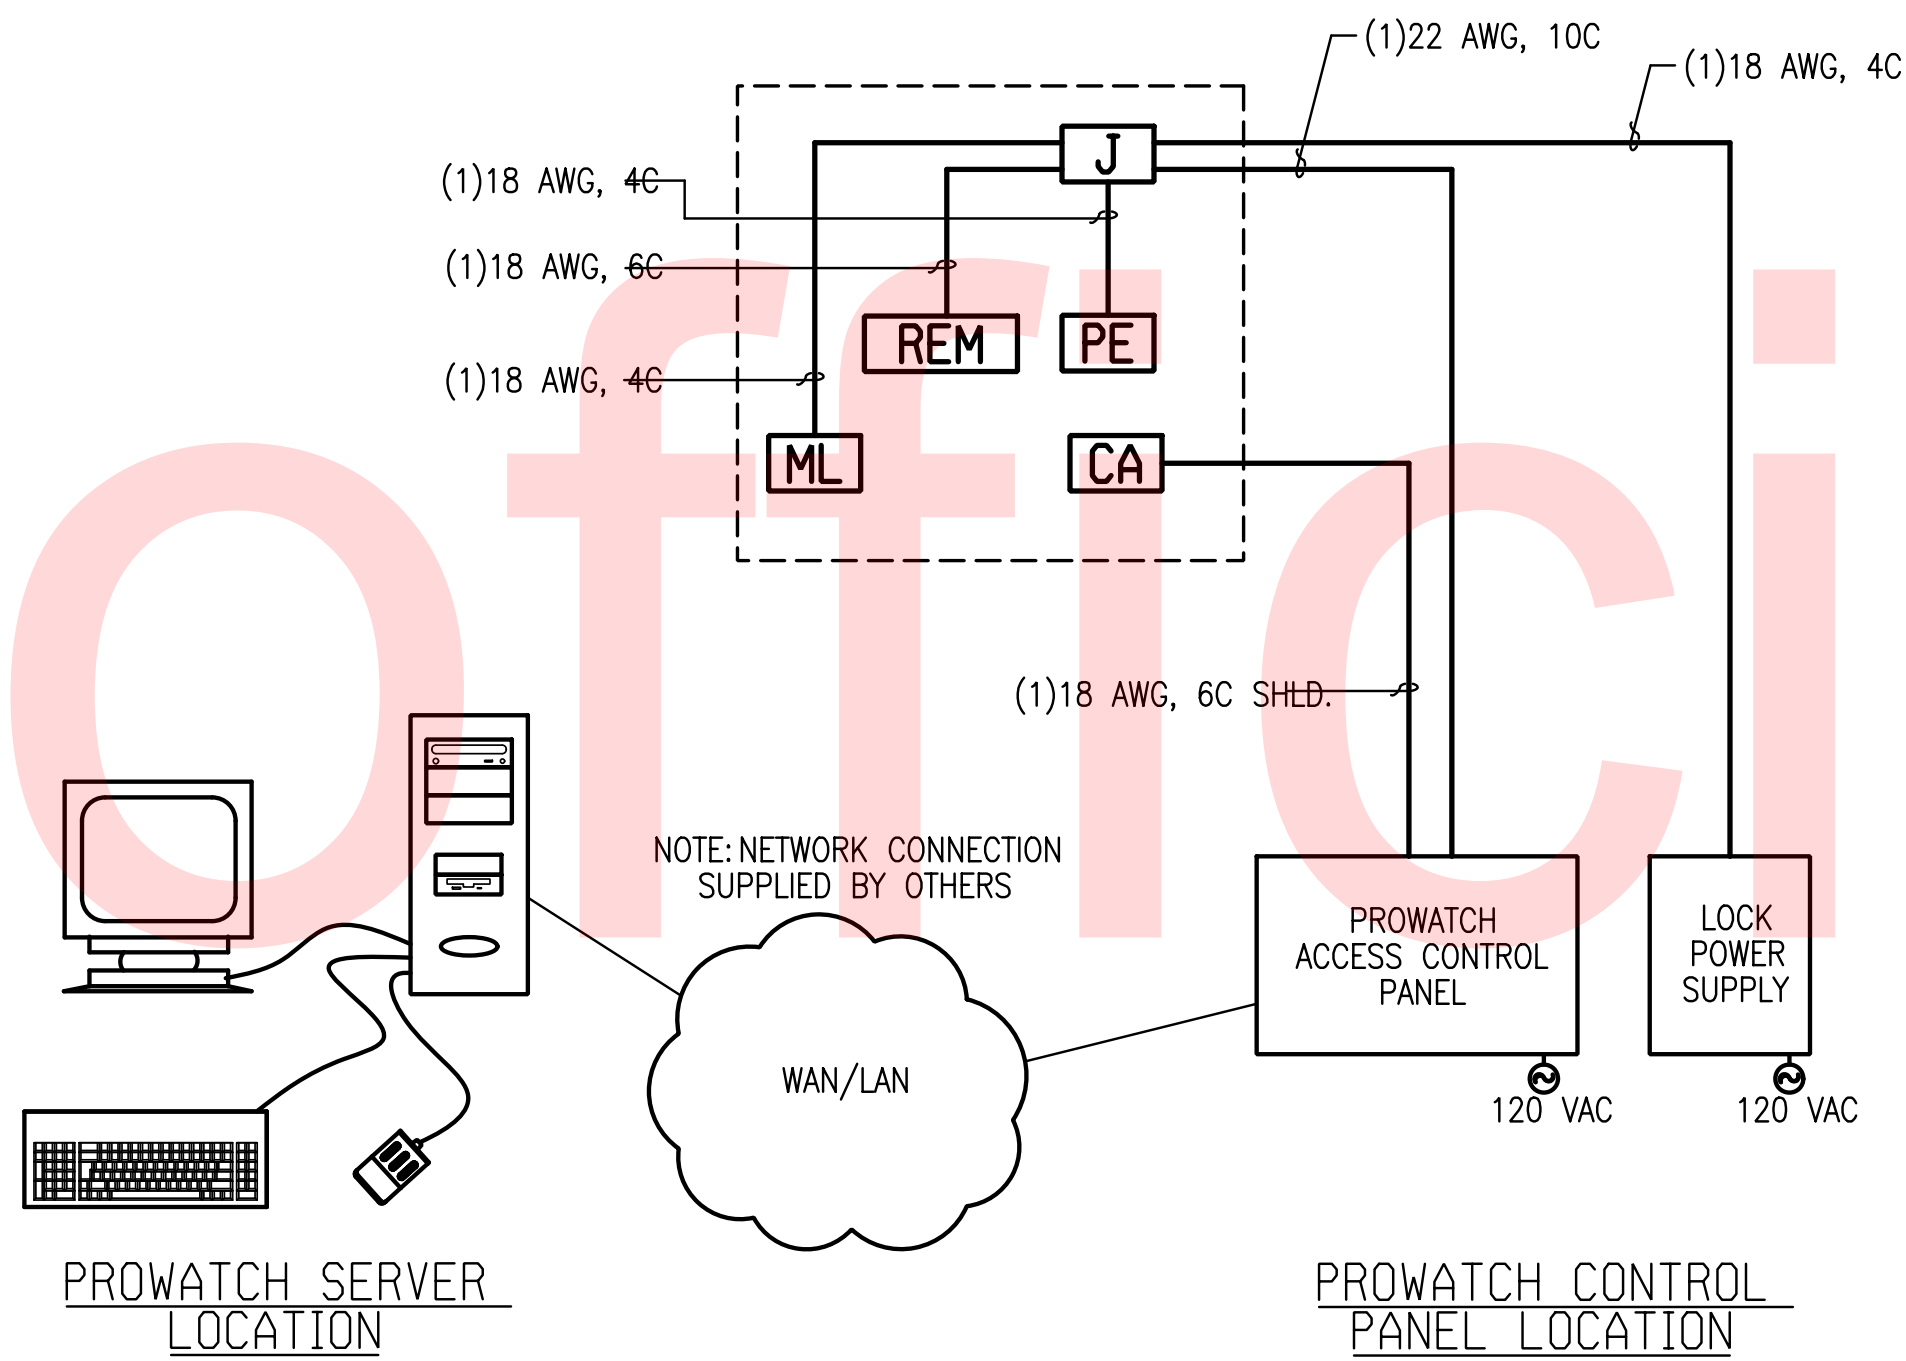 (1)22 AWG, 10C
(1)18 AWG, 4C
J
(1)18 AWG, 4C
(1)18 AWG, 6C
REM
PE
(1)18 AWG, 4C
ML
CA
(1)18 AWG, 6C SHLD.
offici
NOTE: NETWORK CONNECTION
SUPPLIED BY OTHERS
WAN/LAN
PROWATCH
ACCESS CONTROL
PANEL
LOCK
POWER
SUPPLY
120 VAC
120 VAC
PROWATCH SERVER
LOCATION
PROWATCH CONTROL
PANEL LOCATION